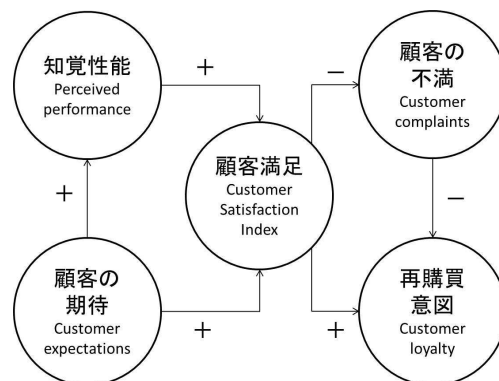 知覚性能
Perceived
performance
+
顧客の
不満
Customer
complaints
−
顧客満足
Customer
Satisfaction
Index
+
−
顧客の
期待
Customer
expectations
+
再購買
意図
Customer
loyalty
+